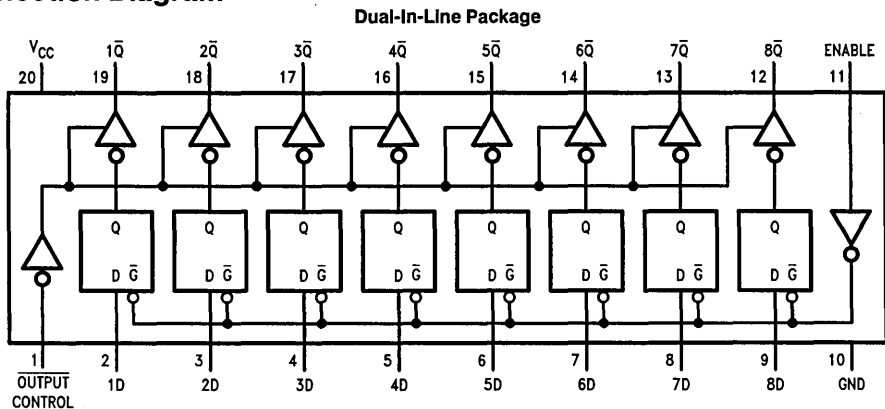 Dual-In-Line Package
VCC 1Q̅ 2Q̅ 3Q̅ 4Q̅ 5Q̅ 6Q̅ 7Q̅ 8Q̅ ENABLE
20 19 18 17 16 15 14 13 12 11
Q Q Q Q Q Q Q Q
D G̅ D G̅ D G̅ D G̅ D G̅ D G̅ D G̅ D G̅
1 2 3 4 5 6 7 8 9 10
OUTPUT 1D 2D 3D 4D 5D 6D 7D 8D GND
CONTROL